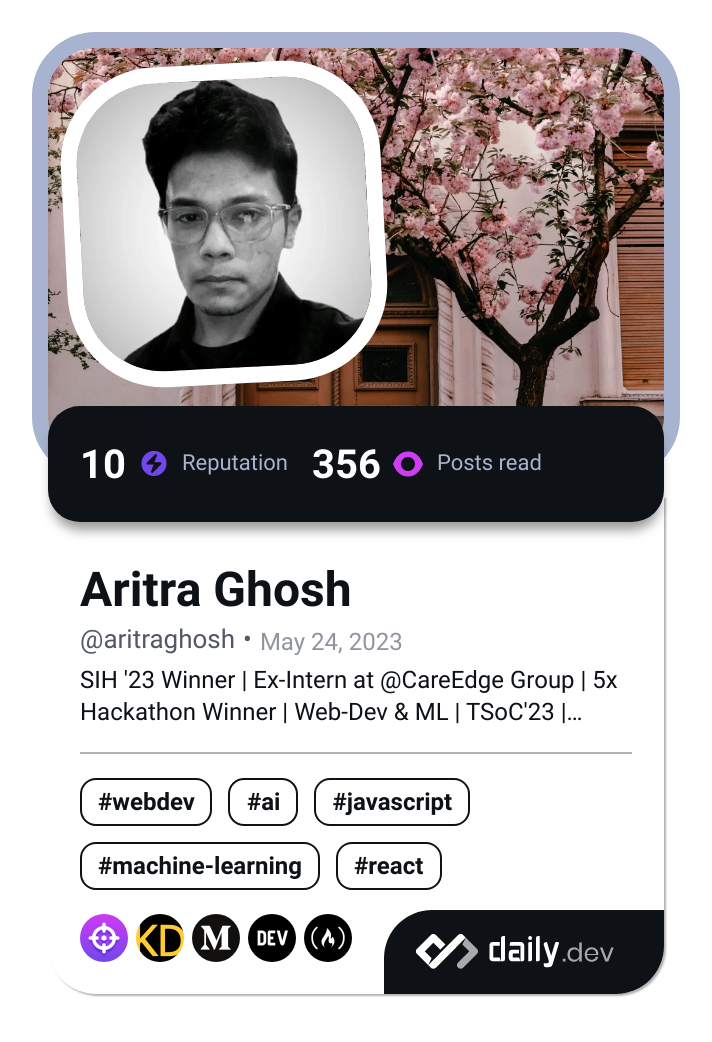 10 Reputation 356 Posts read
Aritra Ghosh
@aritraghosh • May 24, 2023
SIH '23 Winner | Ex-Intern at @CareEdge Group | 5x
Hackathon Winner | Web-Dev & ML | TSoC'23 |...
#webdev #ai #javascript
#machine-learning #react
KD M DEV
daily.dev